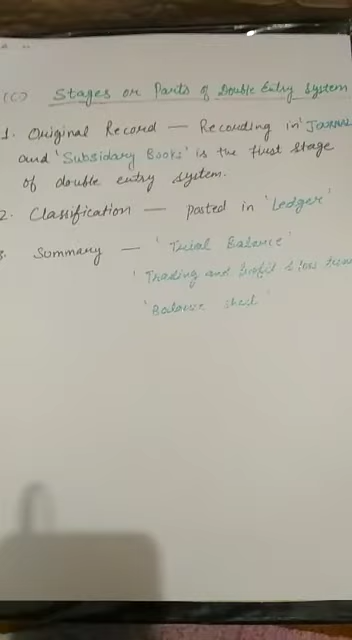 (C) Stages or Parts of Double Entry System
1. Original Record — Recording in 'JOURNAL
and 'Subsidary Books' is the first stage
of double entry system.
2. Classification — posted in 'Ledger'
3. Summary — 'Trial Balance'
'Trading and Profit & loss
'Balance sheet'